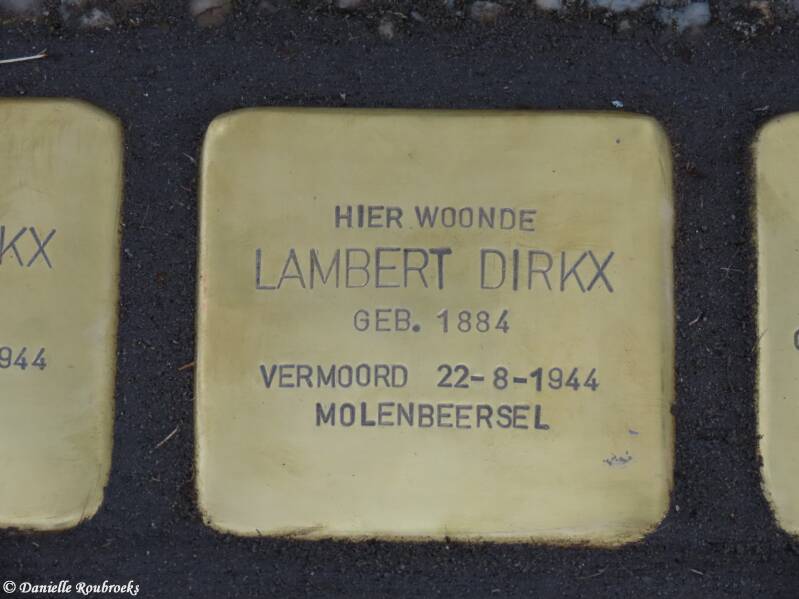 KX
944
HIER WOONDE
LAMBERT DIRKX
GEB. 1884
VERMOORD 22-8-1944
MOLENBEERSEL
© Danielle Roubroeks